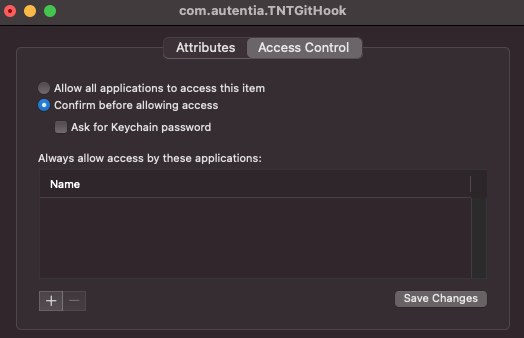 com.autentia.TNTGitHook
Attributes
Access Control
Allow all applications to access this item
Confirm before allowing access
Ask for Keychain password
Always allow access by these applications:
Name
+ −
Save Changes